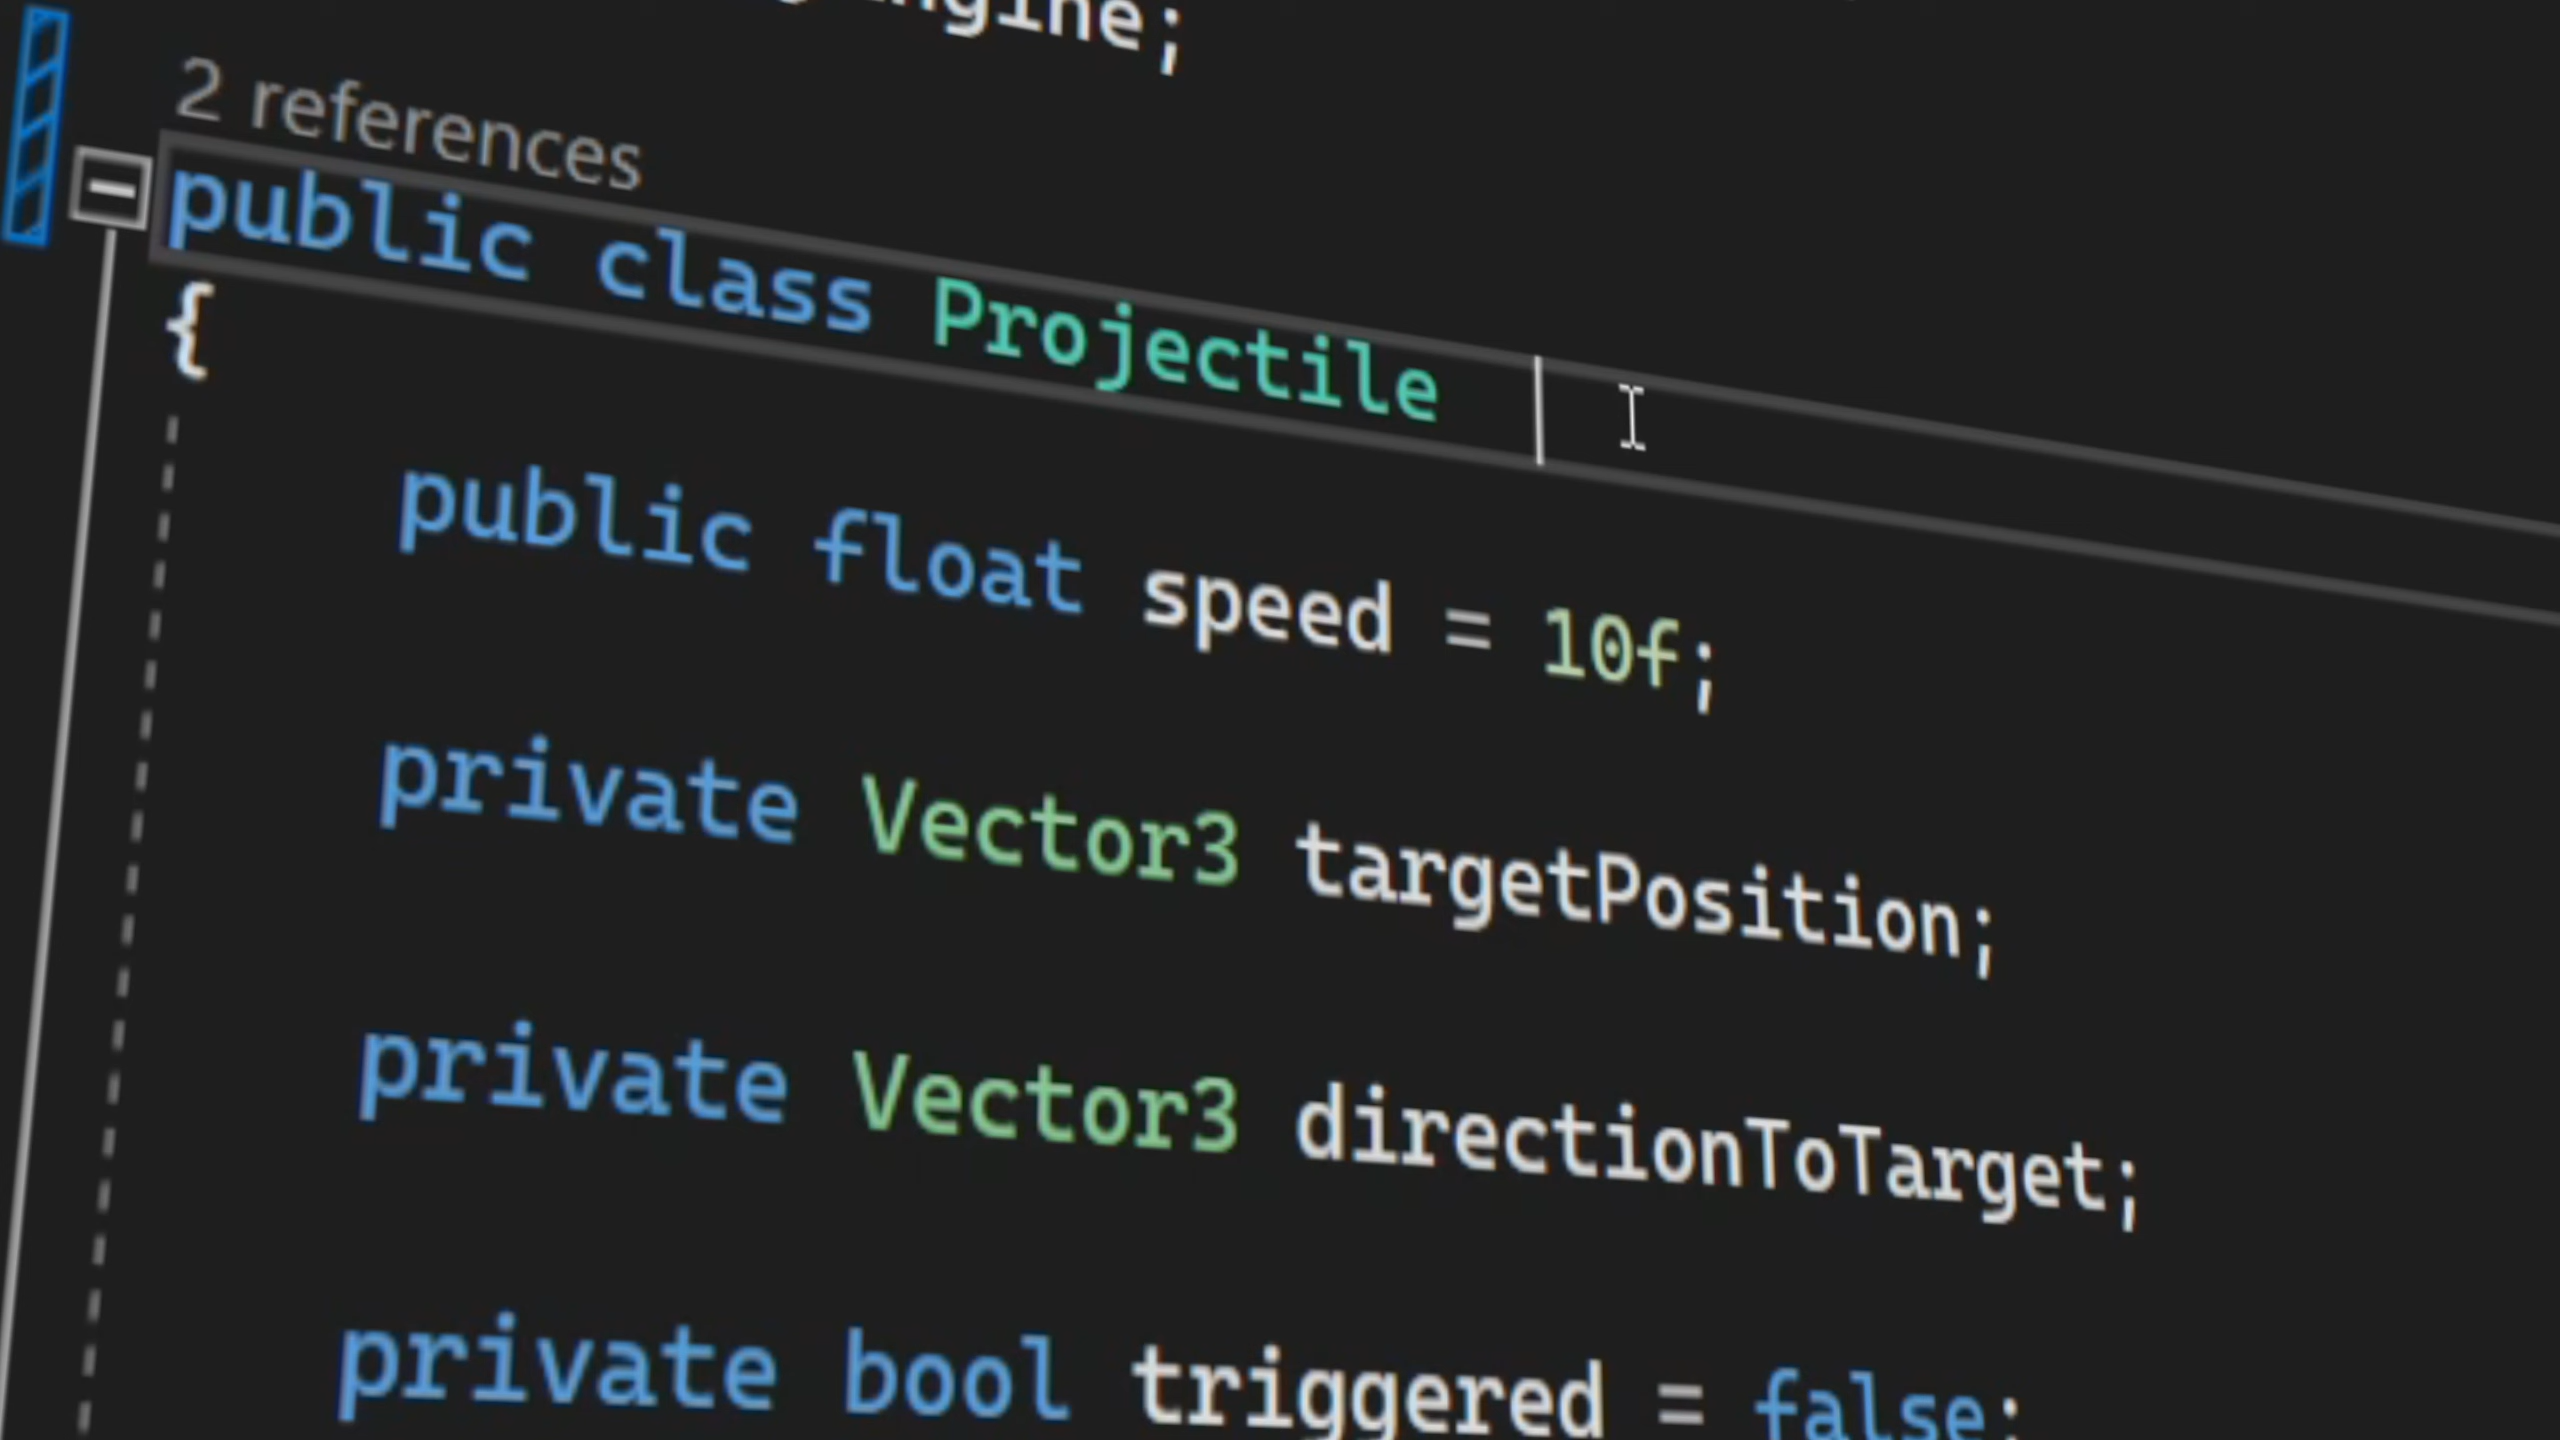 2 references
public class Projectile
{
public float speed = 10f;
private Vector3 targetPosition;
private Vector3 directionToTarget;
private bool triggered = false;